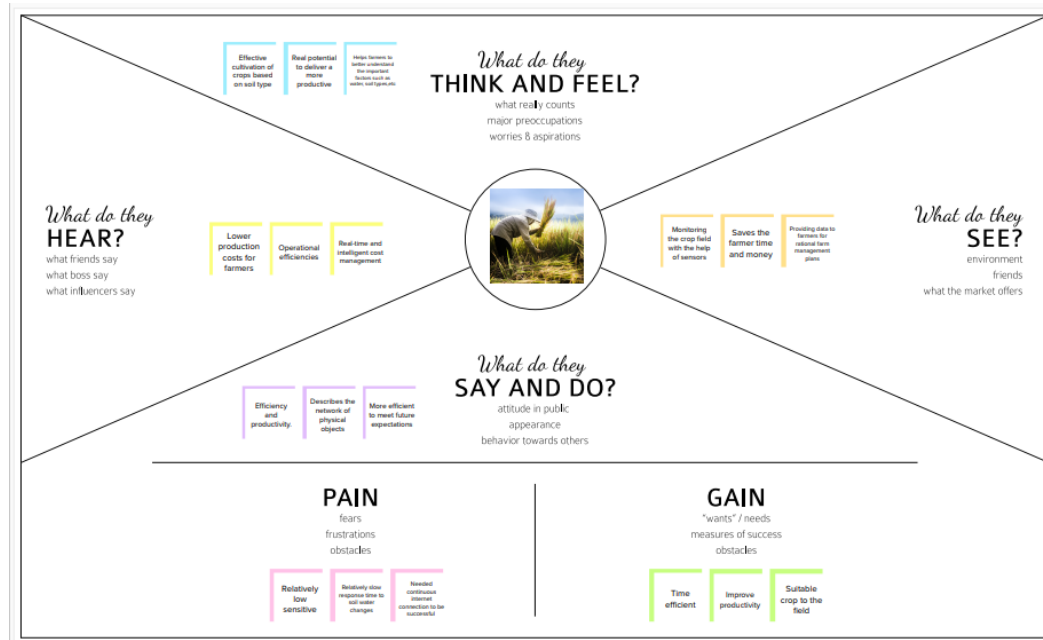 Effective
cultivation of
crops based
on soil type
Real potential
to deliver a
more
productive
Helps farmers to
better understand
the important
factors such as
water, soil types,etc
What do they
THINK AND FEEL?
what really counts
major preoccupations
worries & aspirations
What do they
HEAR?
what friends say
what boss say
what influencers say
Lower
production
costs for
farmers
Operational
efficiencies
Real-time and
intelligent cost
management
Monitoring
the crop field
with the help
of sensors
Saves the
farmer time
and money
Providing data to
farmers for
rational farm
management
plans
What do they
SEE?
environment
friends
what the market offers
What do they
SAY AND DO?
attitude in public
appearance
behavior towards others
Efficiency
and
productivity.
Describes the
network of
physical
objects
More efficient
to meet future
expectations
PAIN
fears
frustrations
obstacles
Relatively
low
sensitive
Relatively slow
response time to
soil water
changes
Needed
continuous
internet
connection to be
successful
GAIN
"wants" / needs
measures of success
obstacles
Time
efficient
Improve
productivity
Suitable
crop to the
field